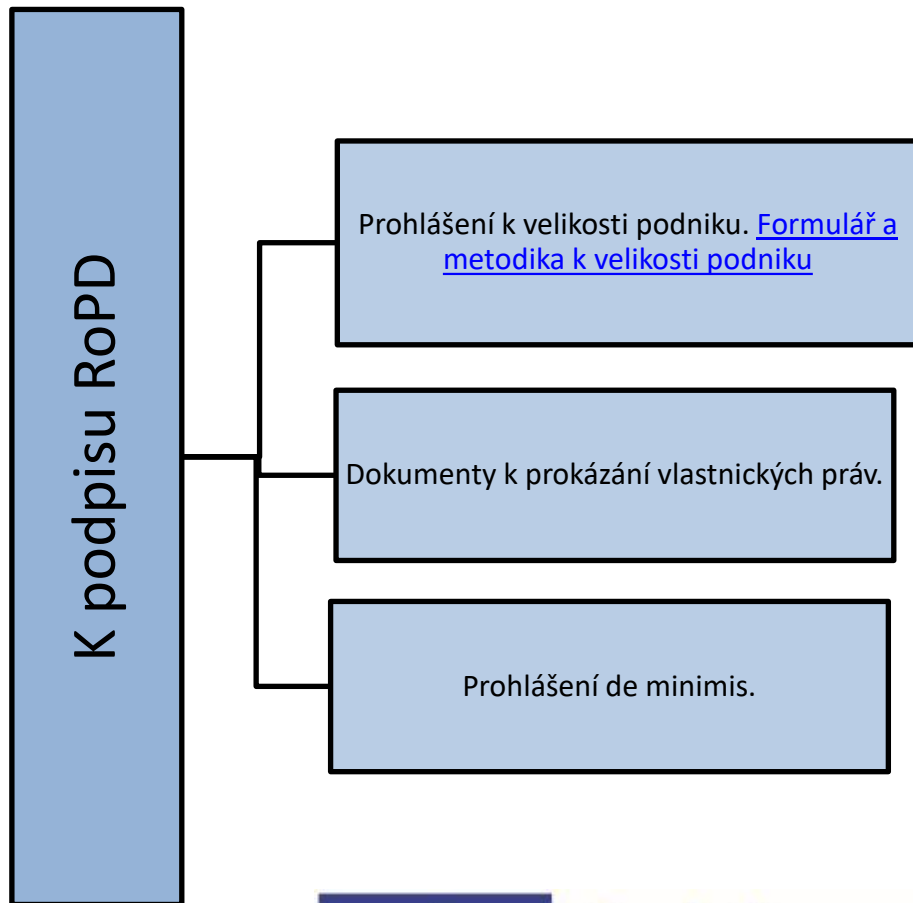 K podpisu RoPD
Prohlášení k velikosti podniku. Formulář a
metodika k velikosti podniku
Dokumenty k prokázání vlastnických práv.
Prohlášení de minimis.